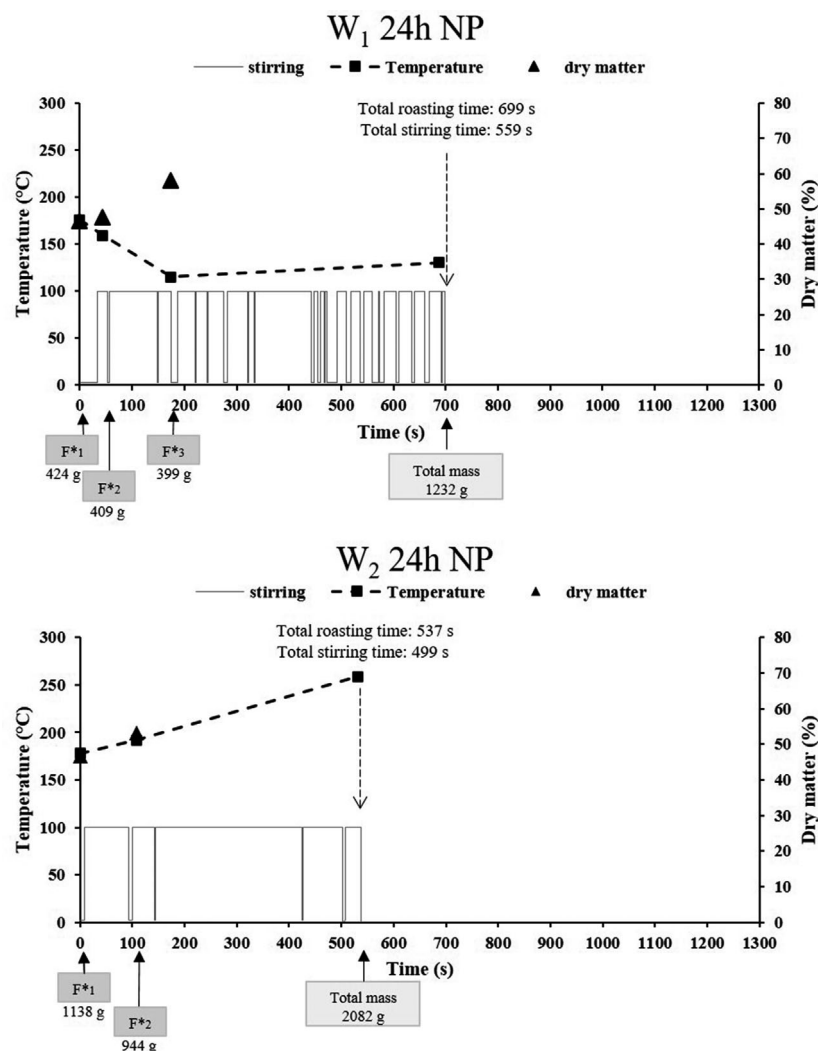 W₁ 24h NP
stirring Temperature dry matter
Total roasting time: 699 s
Total stirring time: 559 s
300
250
200
150
100
50
0
Temperature (°C)
80
70
60
50
40
30
20
10
0
Dry matter (%)
0 100 200 300 400 500 600 700 800 900 1000 1100 1200 1300
Time (s)
F*1
424 g
F*2
409 g
F*3
399 g
Total mass
1232 g
W₂ 24h NP
stirring Temperature dry matter
Total roasting time: 537 s
Total stirring time: 499 s
300
250
200
150
100
50
0
Temperature (°C)
80
70
60
50
40
30
20
10
0
Dry matter (%)
0 100 200 300 400 500 600 700 800 900 1000 1100 1200 1300
Time (s)
F*1
1138 g
F*2
944 g
Total mass
2082 g